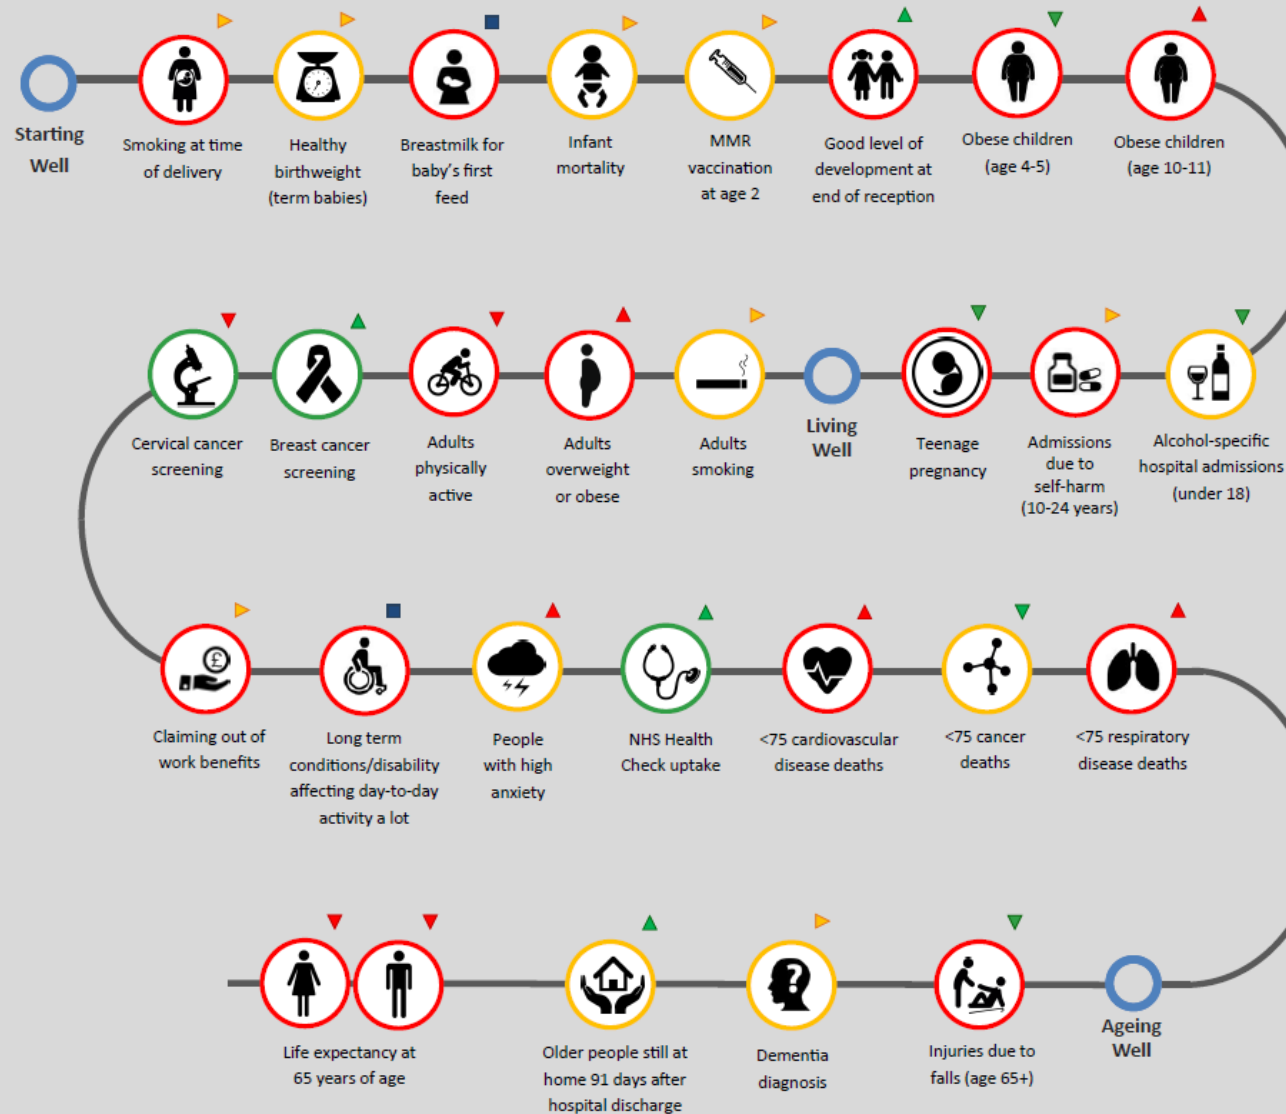 Starting
Well
Smoking at time
of delivery
Healthy
birthweight
(term babies)
Breastmilk for
baby's first
feed
Infant
mortality
MMR
vaccination
at age 2
Good level of
development at
end of reception
Obese children
(age 4-5)
Obese children
(age 10-11)
Cervical cancer
screening
Breast cancer
screening
Adults
physically
active
Adults
overweight
or obese
Adults
smoking
Living
Well
Teenage
pregnancy
Admissions
due to
self-harm
(10-24 years)
Alcohol-specific
hospital admissions
(under 18)
£
Claiming out of
work benefits
Long term
conditions/disability
affecting day-to-day
activity a lot
People
with high
anxiety
NHS Health
Check uptake
<75 cardiovascular
disease deaths
<75 cancer
deaths
<75 respiratory
disease deaths
Life expectancy at
65 years of age
Older people still at
home 91 days after
hospital discharge
?
Dementia
diagnosis
Injuries due to
falls (age 65+)
Ageing
Well